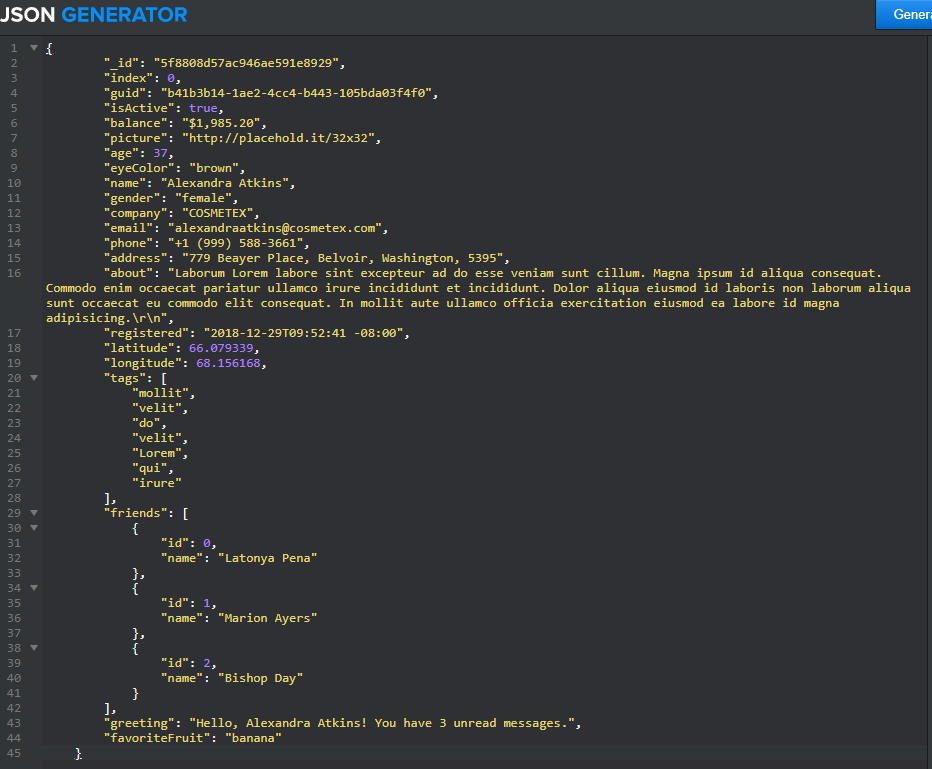 JSON GENERATOR
Genera
1 {
2 "_id": "5f8808d57ac946ae591e8929",
3 "index": 0,
4 "guid": "b41b3b14-1ae2-4cc4-b443-105bda03f4f0",
5 "isActive": true,
6 "balance": "$1,985.20",
7 "picture": "http://placehold.it/32x32",
8 "age": 37,
9 "eyeColor": "brown",
10 "name": "Alexandra Atkins",
11 "gender": "female",
12 "company": "COSMETEX",
13 "email": "alexandraatkins@cosmetex.com",
14 "phone": "+1 (999) 588-3661",
15 "address": "779 Beayer Place, Belvoir, Washington, 5395",
16 "about": "Laborum Lorem labore sint excepteur ad do esse veniam sunt cillum. Magna ipsum id aliqua consequat.
Commodo enim occaecat pariatur ullamco irure incididunt et incididunt. Dolor aliqua eiusmod id laboris non laborum aliqua
sunt occaecat eu commodo elit consequat. In mollit aute ullamco officia exercitation eiusmod ea labore id magna
adipisicing.\r\n",
17 "registered": "2018-12-29T09:52:41 -08:00",
18 "latitude": 66.079339,
19 "longitude": 68.156168,
20 "tags": [
21 "mollit",
22 "velit",
23 "do",
24 "velit",
25 "Lorem",
26 "qui",
27 "irure"
28 ],
29 "friends": [
30 {
31 "id": 0,
32 "name": "Latonya Pena"
33 },
34 {
35 "id": 1,
36 "name": "Marion Ayers"
37 },
38 {
39 "id": 2,
40 "name": "Bishop Day"
41 }
42 ],
43 "greeting": "Hello, Alexandra Atkins! You have 3 unread messages.",
44 "favoriteFruit": "banana"
45 }